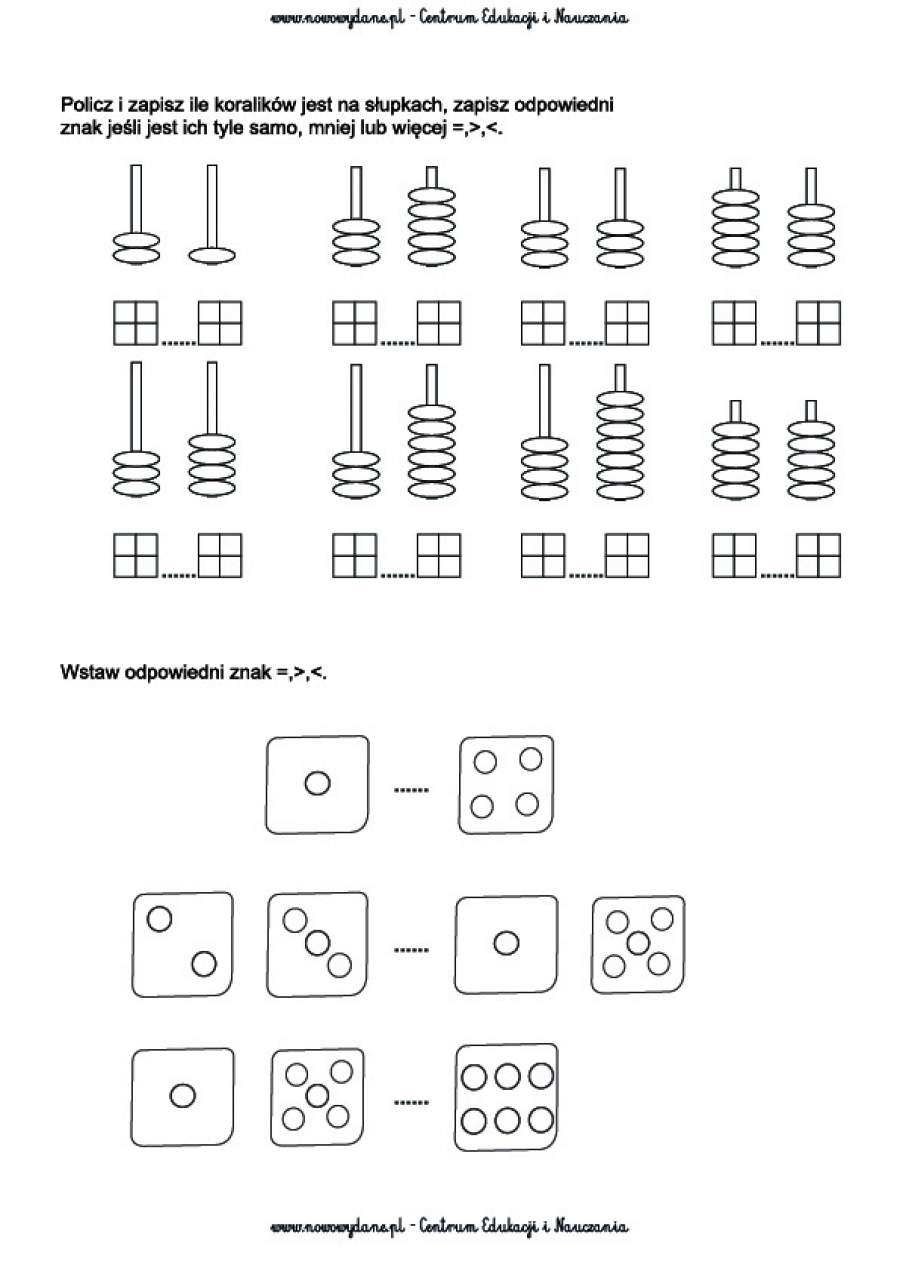 www.nowowydane.pl - Centrum Edukacji i Nauczania
Policz i zapisz ile koralików jest na słupkach, zapisz odpowiedni
znak jeśli jest ich tyle samo, mniej lub więcej =,>,<.
...... ...... ...... ......
...... ...... ...... ......
Wstaw odpowiedni znak =,>,<.
......
......
......
www.nowowydane.pl - Centrum Edukacji i Nauczania